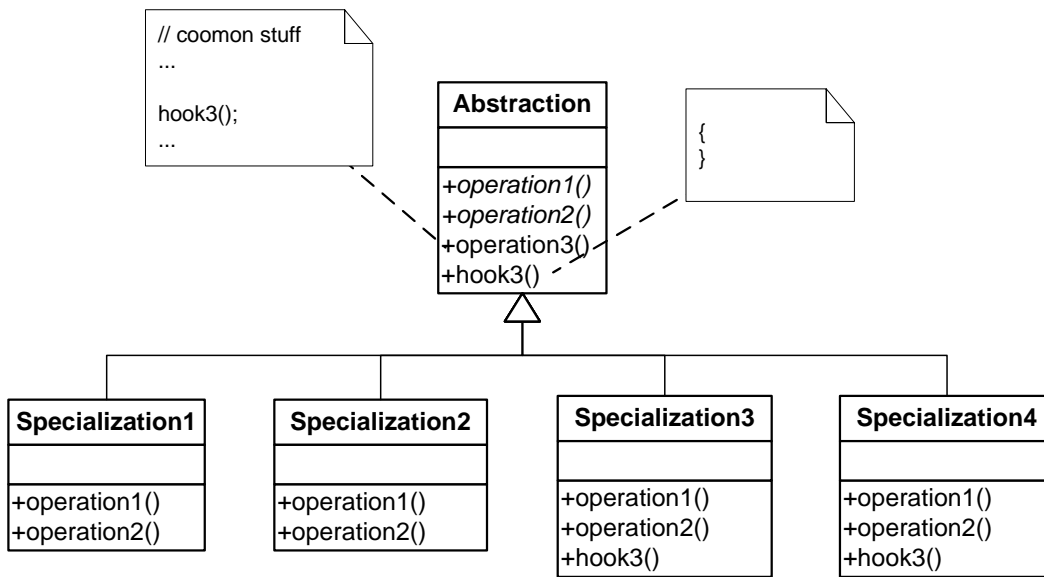 // coomon stuff
...
hook3();
...
Abstraction
+operation1()
+operation2()
+operation3()
+hook3()
{
}
Specialization1
+operation1()
+operation2()
Specialization2
+operation1()
+operation2()
Specialization3
+operation1()
+operation2()
+hook3()
Specialization4
+operation1()
+operation2()
+hook3()